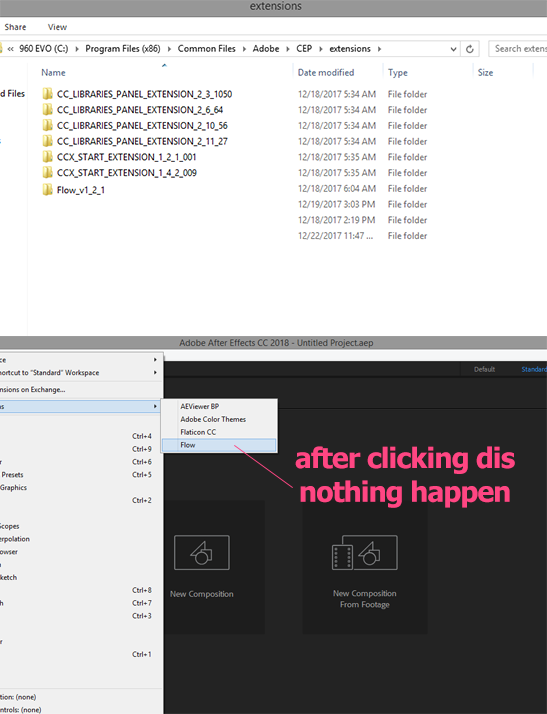 extensions
Share View
« 960 EVO (C:) Program Files (x86) Common Files Adobe CEP extensions Search extens
Name Date modified Type Size
d Files
CC_LIBRARIES_PANEL_EXTENSION_2_3_1050 12/18/2017 5:34 AM File folder
CC_LIBRARIES_PANEL_EXTENSION_2_6_64 12/18/2017 5:34 AM File folder
CC_LIBRARIES_PANEL_EXTENSION_2_10_56 12/18/2017 5:34 AM File folder
CC_LIBRARIES_PANEL_EXTENSION_2_11_27 12/18/2017 5:34 AM File folder
CCX_START_EXTENSION_1_2_1_001 12/18/2017 5:35 AM File folder
CCX_START_EXTENSION_1_4_2_009 12/18/2017 5:35 AM File folder
Flow_v1_2_1 12/18/2017 6:04 AM File folder
12/19/2017 3:03 PM File folder
12/18/2017 2:19 PM File folder
12/22/2017 11:47 ... File folder
Adobe After Effects CC 2018 - Untitled Project.aep
ce
hortcut to "Standard" Workspace Default Standard
nsions on Exchange...
ns AEViewer BP
Adobe Color Themes
Flaticon CC
Flow
Ctrl+4
Ctrl+9
r Ctrl+6
Presets Ctrl+5
Graphics
Ctrl+2
Scopes
erpolation
owser
ketch
Ctrl+8
h Ctrl+7
Ctrl+3
r
Ctrl+1
tion: (none)
ontrols: (none)
after clicking dis
nothing happen
New Composition
New Composition
From Footage